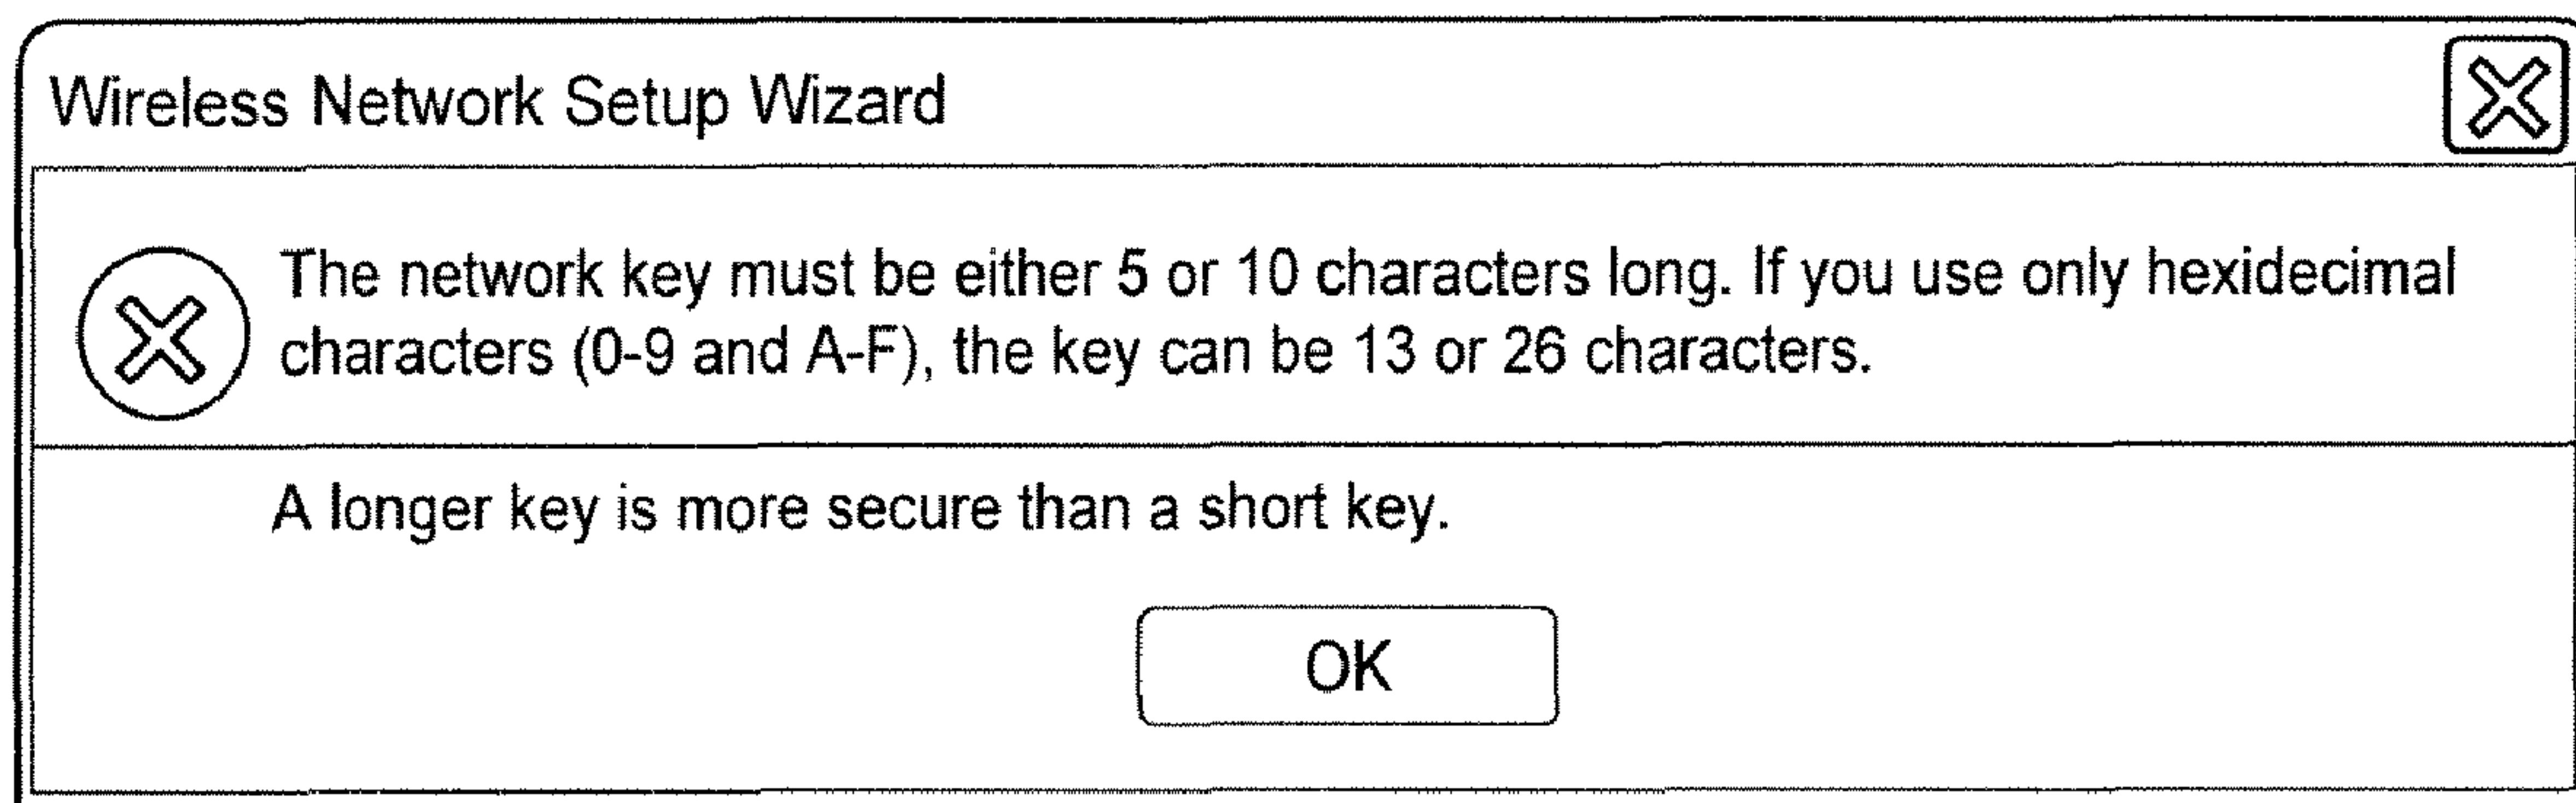 Wireless Network Setup Wizard
The network key must be either 5 or 10 characters long. If you use only hexidecimal
characters (0-9 and A-F), the key can be 13 or 26 characters.
A longer key is more secure than a short key.
OK